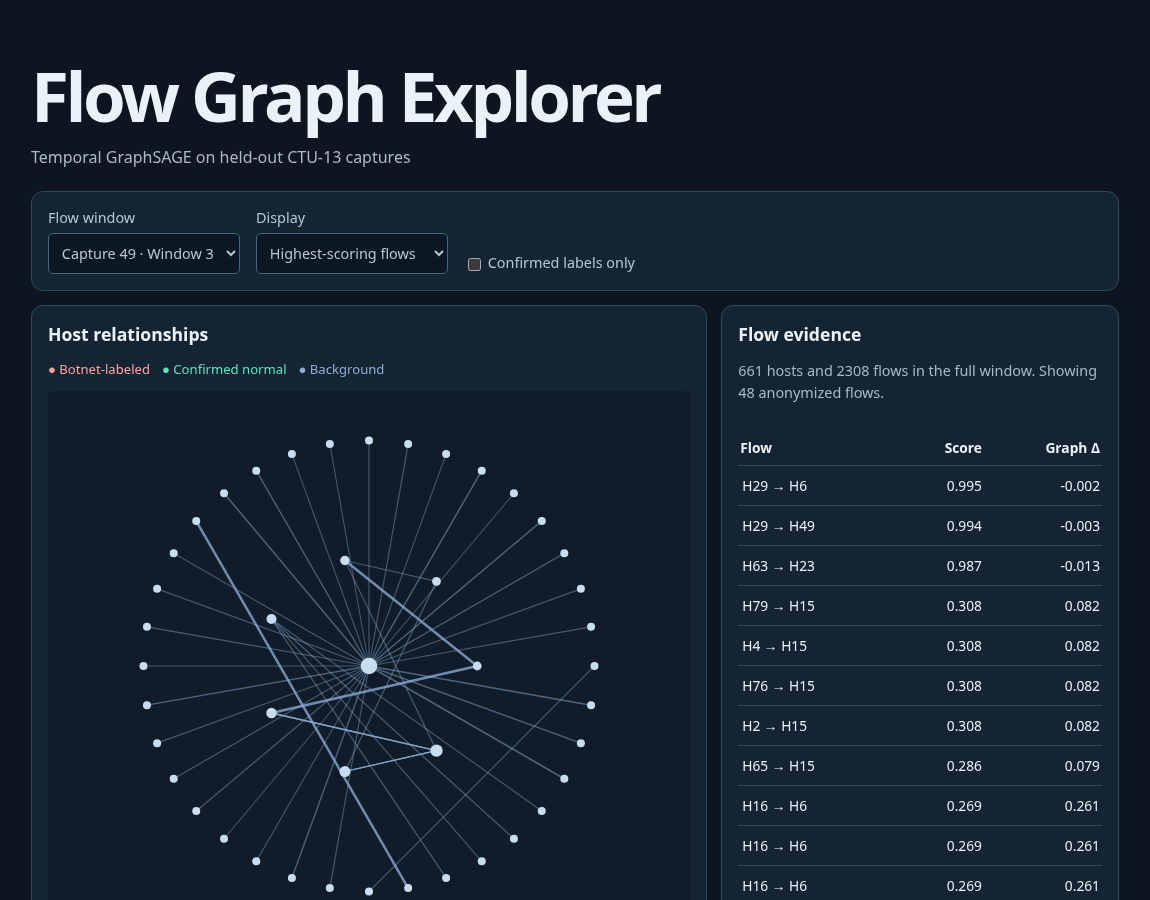 Flow Graph Explorer
Temporal GraphSAGE on held-out CTU-13 captures
Flow window
Display
Capture 49 · Window 3
Highest-scoring flows
Confirmed labels only
Host relationships
● Botnet-labeled ● Confirmed normal ● Background
Flow evidence
661 hosts and 2308 flows in the full window. Showing
48 anonymized flows.
Flow Score Graph Δ
H29 → H6 0.995 -0.002
H29 → H49 0.994 -0.003
H63 → H23 0.987 -0.013
H79 → H15 0.308 0.082
H4 → H15 0.308 0.082
H76 → H15 0.308 0.082
H2 → H15 0.308 0.082
H65 → H15 0.286 0.079
H16 → H6 0.269 0.261
H16 → H6 0.269 0.261
H16 → H6 0.269 0.261